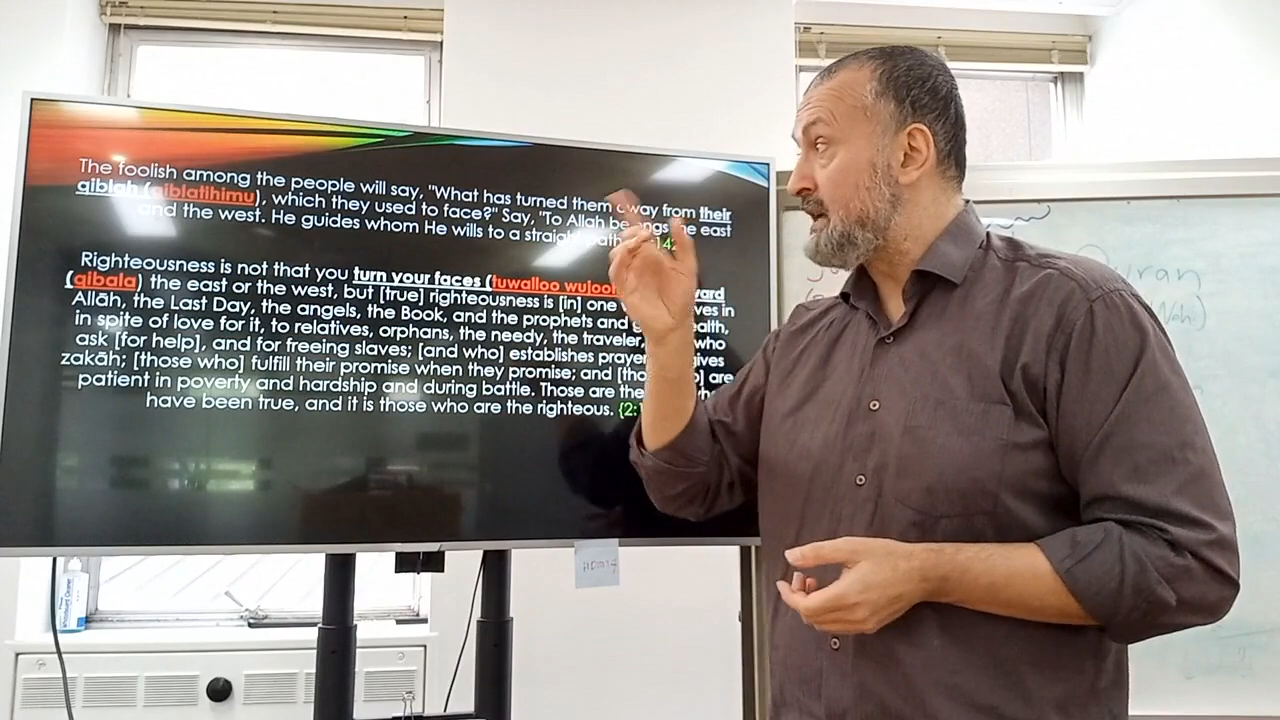 The foolish among the people will say, "What has turned them away from their
qiblah (qiblatihimu), which they used to face?" Say, "To Allah belongs the east
and the west. He guides whom He wills to a straight path
Righteousness is not that you turn your faces (tuwalloo
(qibala) the east or the west, but [true] righteousness is [in] one
Allāh, the Last Day, the angels, the Book, and the prophets and
in spite of love for it, to relatives, orphans, the needy, the traveler, who
ask [for help], and for freeing slaves; [and who] establishes prayer gives
zakāh; [those who] fulfill their promise when they promise; and are
patient in poverty and hardship and during battle. Those are the
have been true, and it is those who are the righteous. {2:
HDMI4
Quran